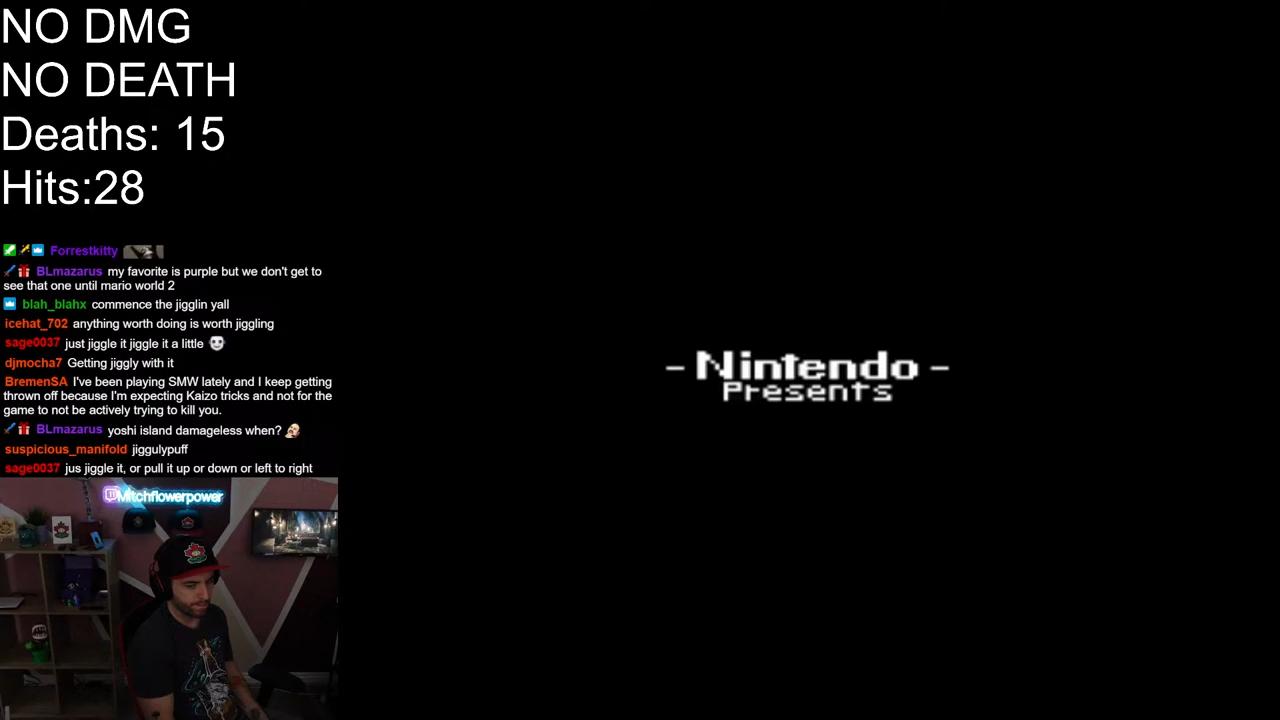 NO DMG
NO DEATH
Deaths: 15
Hits:28
Forrestkitty
BLmazarus my favorite is purple but we don't get to
see that one until mario world 2
blah_blahx commence the jigglin yall
icehat_702 anything worth doing is worth jiggling
sage0037 just jiggle it jiggle it a little
djmocha7 Getting jiggly with it
BremenSA I've been playing SMW lately and I keep getting
thrown off because I'm expecting Kaizo tricks and not for the
game to not be actively trying to kill you.
BLmazarus yoshi island damageless when?
suspicious_manifold jiggulypuff
sage0037 jus jiggle it, or pull it up or down or left to right
Mitchflowerpower
- Nintendo -
Presents